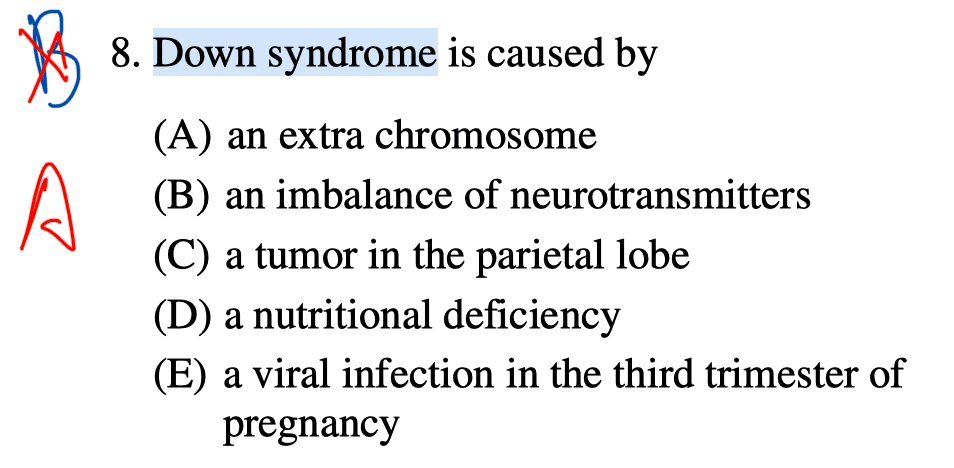 B
8. Down syndrome is caused by
(A) an extra chromosome
A
(B) an imbalance of neurotransmitters
(C) a tumor in the parietal lobe
(D) a nutritional deficiency
(E) a viral infection in the third trimester of
pregnancy